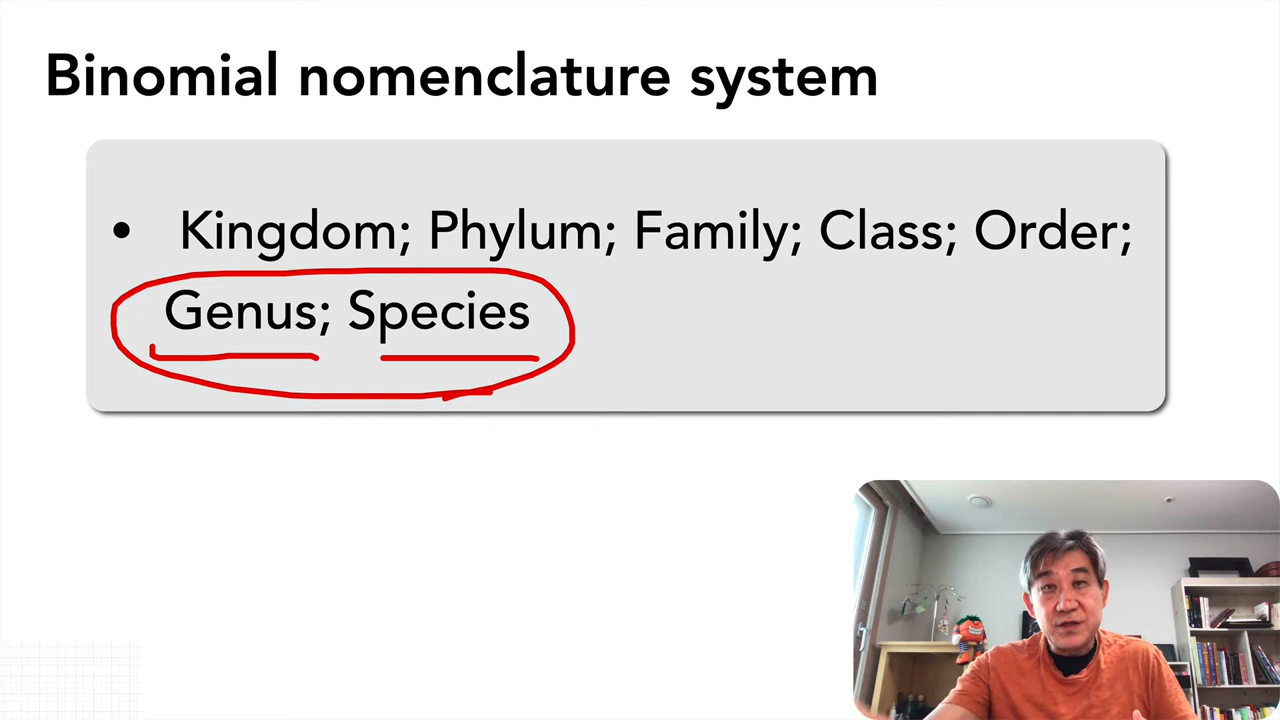 Binomial nomenclature system
• Kingdom; Phylum; Family; Class; Order;
Genus; Species